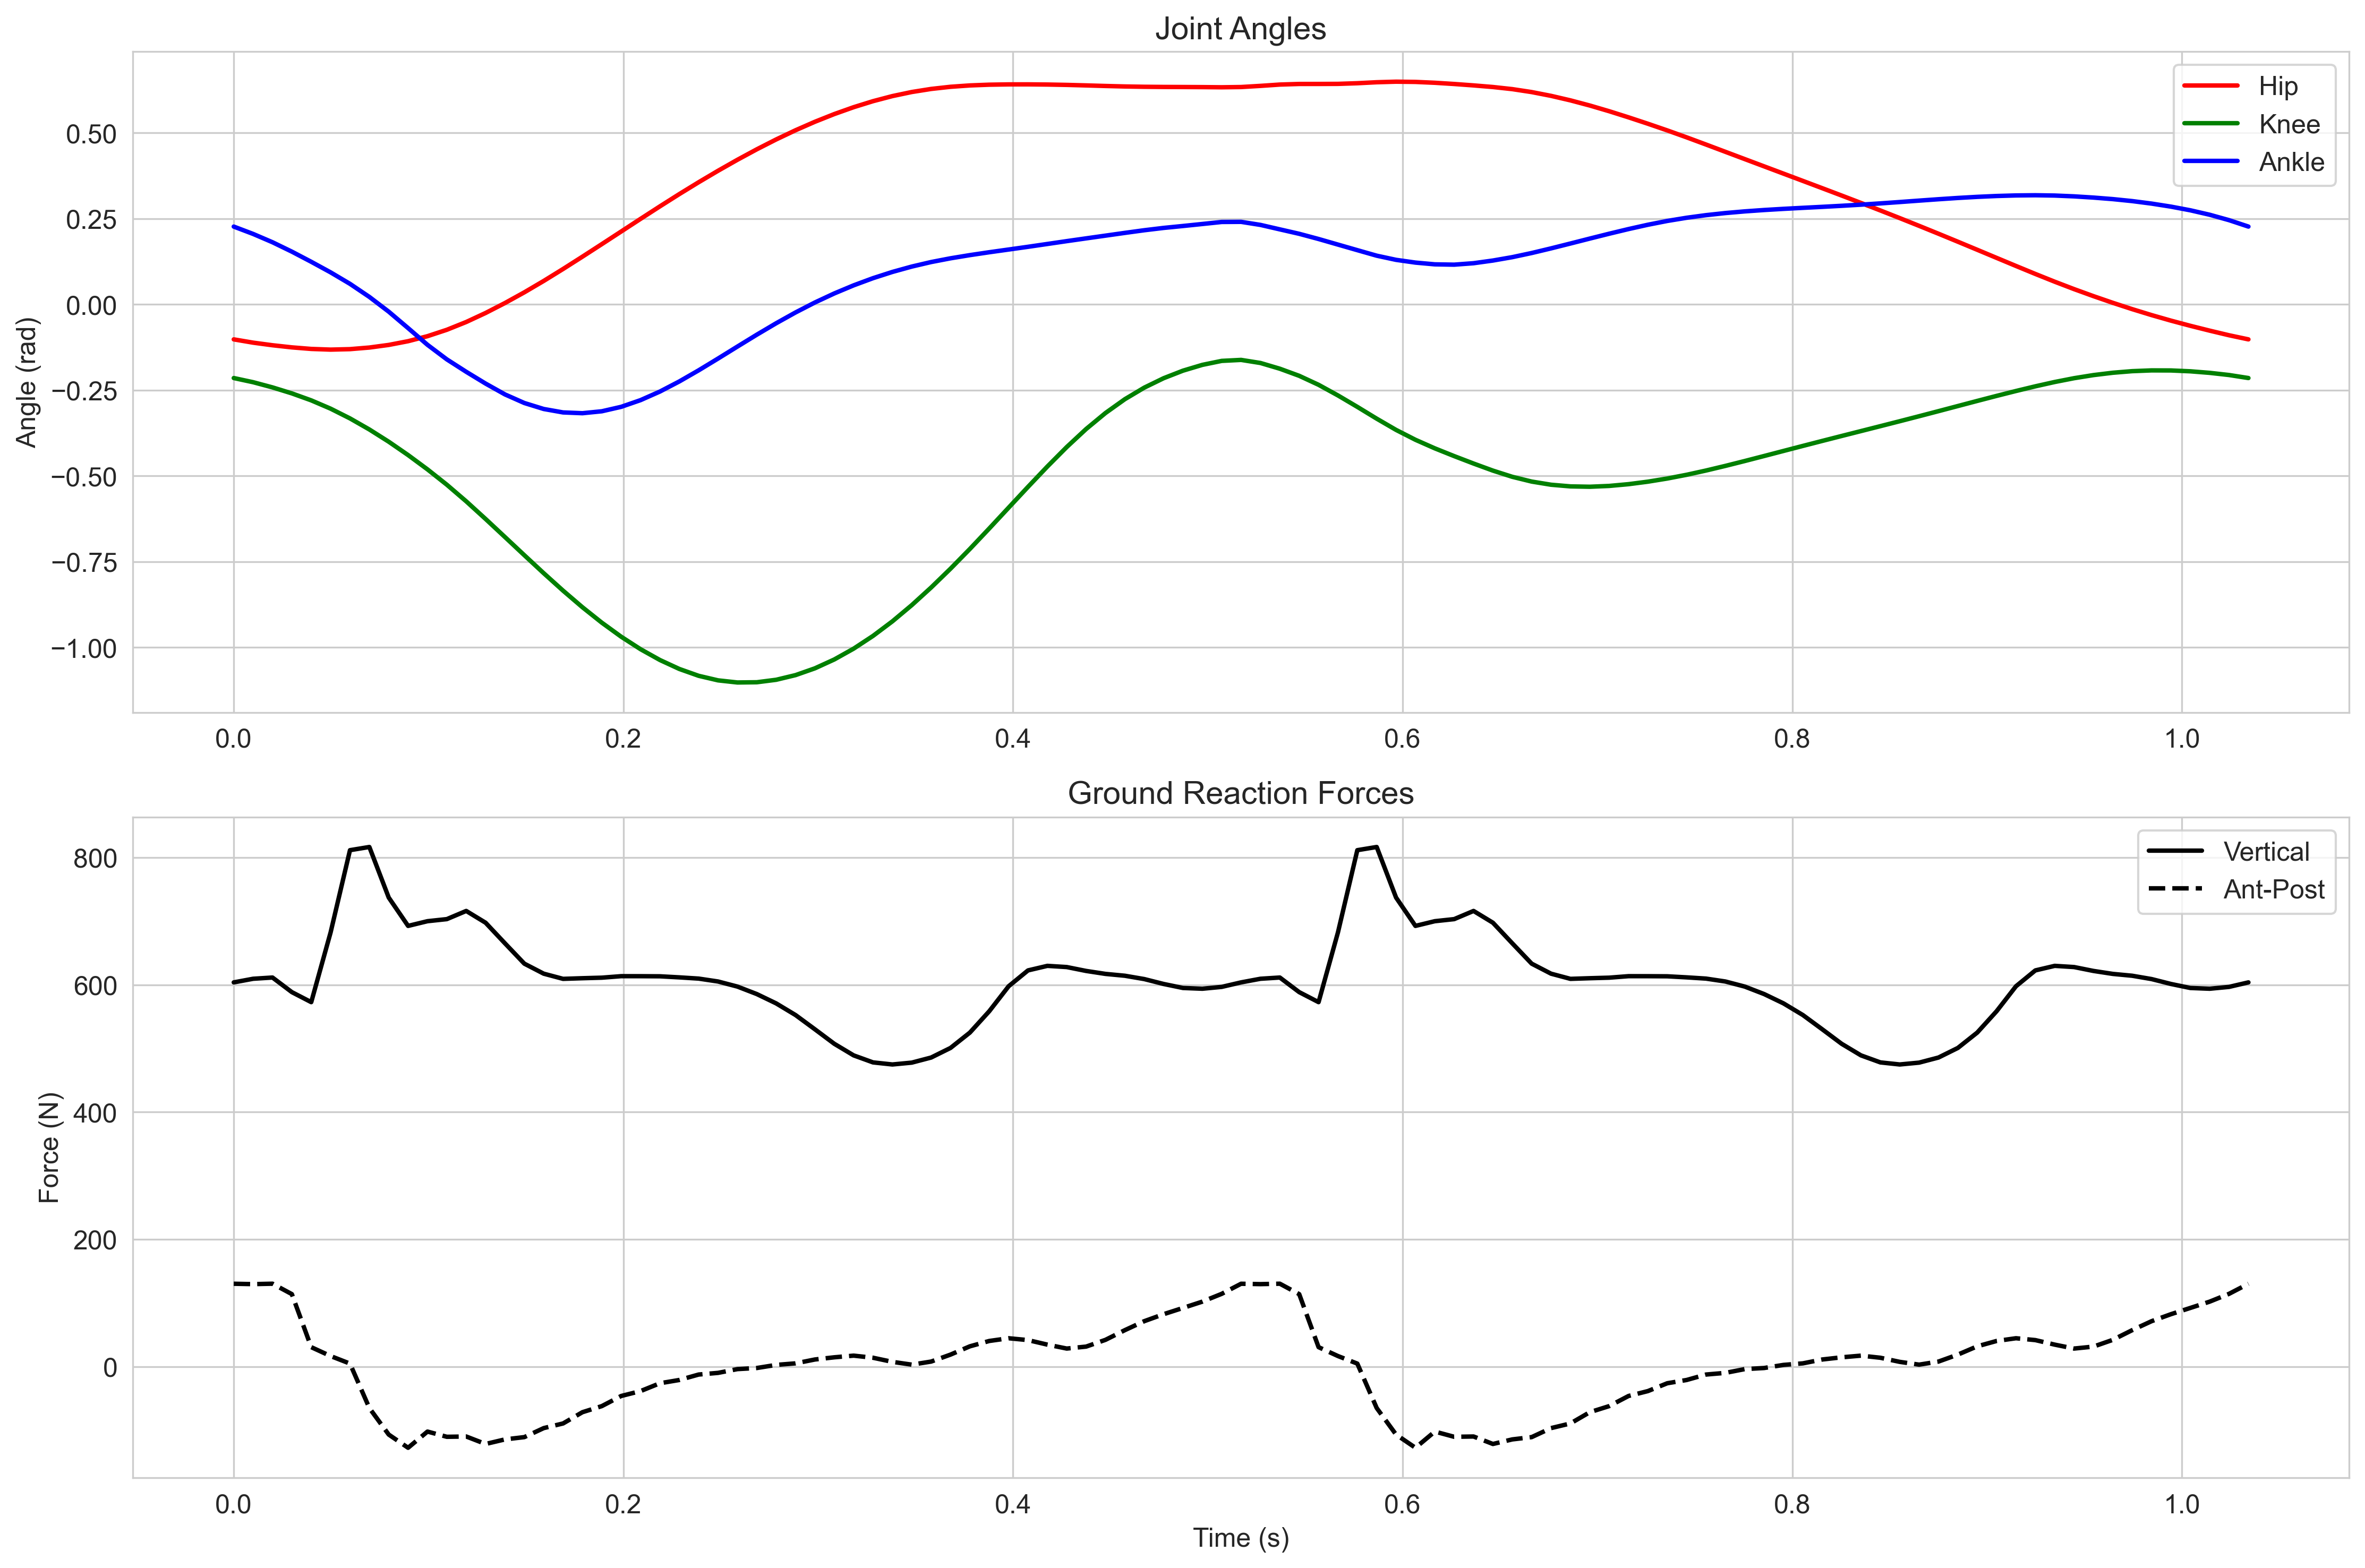 Joint Angles
Hip
Knee
Ankle
Angle (rad)
0.50
0.25
0.00
−0.25
−0.50
−0.75
−1.00
0.0 0.2 0.4 0.6 0.8 1.0
Ground Reaction Forces
Vertical
Ant-Post
Force (N)
800
600
400
200
0
0.0 0.2 0.4 0.6 0.8 1.0
Time (s)